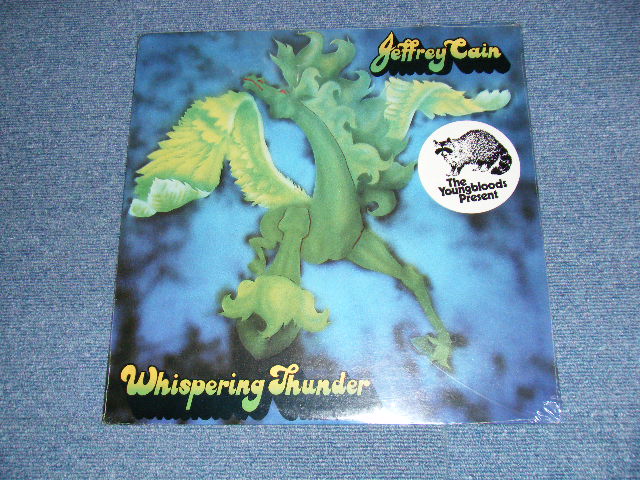 Jeffrey Cain
The
Youngbloods
Present
Whispering Thunder